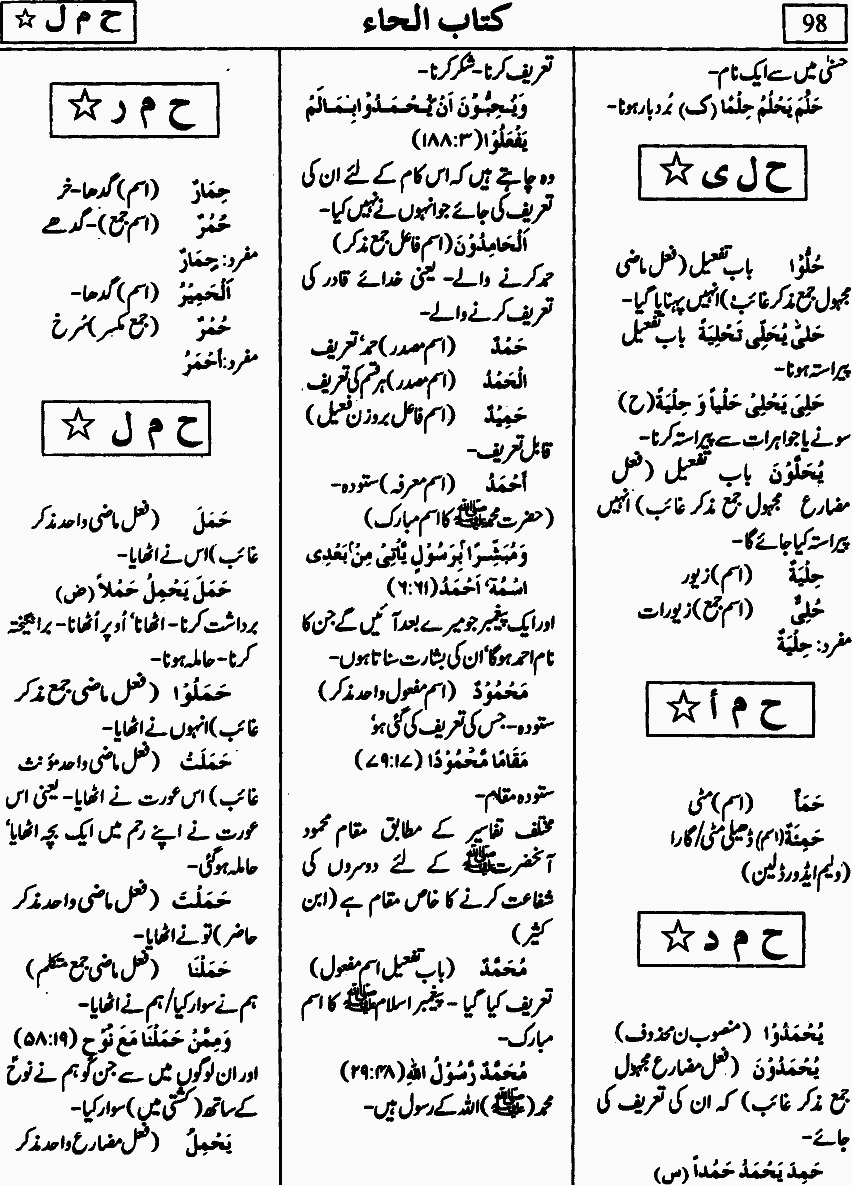 98
کتاب الحاء
ح م ل ☆
حسنٰی میں سے ایک نام-
حَلُمَ يَحْلُمُ حِلْمًا (ک) بُردبار ہونا-
ح ل ی ☆
حُلُّوْا باب تفعیل (فعل ماضی
مجہول جمع مذکر غائب) انہیں پہنایا گیا-
حَلّٰی یُحَلِّی تَحْلِیَةً باب تفعیل
پیراستہ ہونا-
حَلِیَ یَحْلِیْ حَلْیاً وَ حِلْیَةً (ح)
سونے یا جواہرات سے پیراستہ کرنا-
یُحَلَّوْنَ باب تفعیل (فعل
مضارع مجہول جمع مذکر غائب) انہیں
پیراستہ کیا جائے گا-
حِلْیَةً (اسم) زیور
حُلِیٌّ (اسم جمع) زیورات
مفرد: حِلْیَةٌ
ح م أ ☆
حَمَأٌ (اسم) مٹی
حَمِئَةٌ (اسم) ڈھیلی مٹی/گارا
(ولیم ایڈورڈ لین)
ح م د ☆
یُحْمَدُوْا (منصوب ن محذوف)
یُحْمَدُوْنَ (فعل مضارع مجہول
جمع مذکر غائب) کہ ان کی تعریف کی
جائے-
حَمِدَ یَحْمَدُ حَمْداً (س)
تعریف کرنا- شکر کرنا-
وَیُحِبُّوْنَ اَنْ یُّحْمَدُوْا بِمَا لَمْ
یَفْعَلُوْا (۱۸۸:۳)
وہ چاہتے ہیں کہ اس کام کے لئے ان کی
تعریف کی جائے جو انہوں نے نہیں کیا-
اَلْحَامِدُوْنَ (اسم فاعل جمع مذکر)
حمد کرنے والے- یعنی خدائے قادر کی
تعریف کرنے والے-
حَمْدٌ (اسم مصدر) حمد، تعریف
الْحَمْدُ (اسم مصدر) ہر قسم کی تعریف
حَمِیْدٌ (اسم فاعل بروزن فعیل)
قابل تعریف-
اَحْمَدُ (اسم معرفہ) ستودہ-
(حضرت محمد ﷺ کا اسم مبارک)
وَمُبَشِّرًا بِرَسُوْلٍ یَّاْتِیْ مِنْ بَعْدِی
اسْمُهٗ اَحْمَدُ (۶:۶۱)
اور ایک پیغمبر جو میرے بعد آئیں گے جن کا
نام احمد ہوگا، ان کی بشارت سناتا ہوں-
مَحْمُوْدٌ (اسم مفعول واحد مذکر)
ستودہ- جس کی تعریف کی گئی ہو،
مَقَامًا مَّحْمُوْدًا (۷۹:۱۷)
ستودہ مقام-
مختلف تفاسیر کے مطابق مقام محمود
آنحضرت ﷺ کے لئے دوسروں کی
شفاعت کرنے کا خاص مقام ہے (ابن
کثیر)
مُحَمَّدٌ (باب تفعیل اسم مفعول)
تعریف کیا گیا - پیغمبر اسلام ﷺ کا اسم
مبارک-
مُحَمَّدٌ رَّسُوْلُ اللّٰهِ (۲۹:۴۸)
محمد (ﷺ) اللہ کے رسول ہیں-
ح م ر ☆
حِمَارٌ (اسم) گدھا- خر
حُمُرٌ (اسم جمع)- گدھے
مفرد: حِمَارٌ
اَلْحَمِیْرُ (اسم) گدھا-
حُمْرٌ (جمع مکسر) سُرخ
مفرد: اَحْمَرُ
ح م ل ☆
حَمَلَ (فعل ماضی واحد مذکر
غائب) اس نے اٹھایا-
حَمَلَ یَحْمِلُ حَمْلاً (ض)
برداشت کرنا- اٹھانا، اُوپر اُٹھانا- برانگیختہ
کرنا- حاملہ ہونا-
حَمَلُوْا (فعل ماضی جمع مذکر
غائب) انہوں نے اٹھایا-
حَمَلَتْ (فعل ماضی واحد مؤنث
غائب) اس عورت نے اٹھایا- یعنی اس
عورت نے اپنے رحم میں ایک بچہ اٹھایا،
حاملہ ہو گئی-
حَمَلْتَ (فعل ماضی واحد مذکر
حاضر) تو نے اٹھایا-
حَمَلْنَا (فعل ماضی جمع متکلم)
ہم نے سوار کیا/ہم نے اٹھایا-
وَمِمَّنْ حَمَلْنَا مَعَ نُوْحٍ (۵۸:۱۹)
اور ان لوگوں میں سے جن کو ہم نے نوحؑ
کے ساتھ (کشتی میں) سوار کیا-
یَحْمِلُ (فعل مضارع واحد مذکر